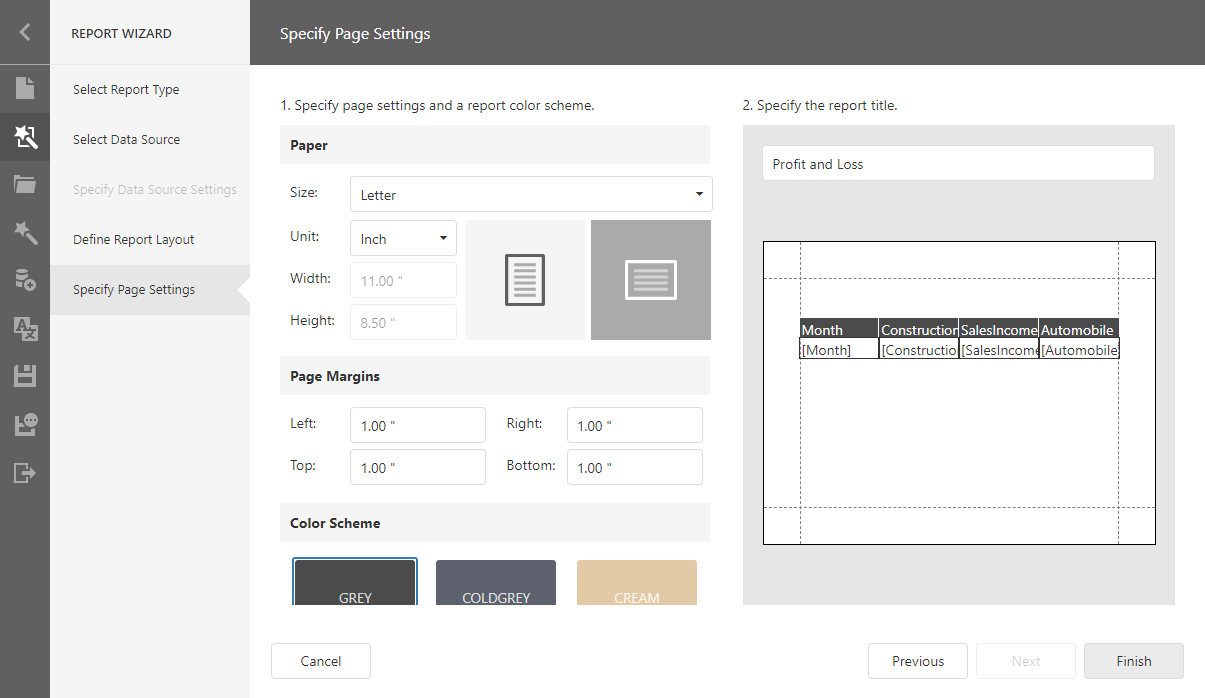 REPORT WIZARD
Select Report Type
Select Data Source
Specify Data Source Settings
Define Report Layout
Specify Page Settings
Specify Page Settings
1. Specify page settings and a report color scheme.
Paper
Size: Letter
Unit: Inch
Width: 11.00 "
Height: 8.50 "
Page Margins
Left: 1.00 " Right: 1.00 "
Top: 1.00 " Bottom: 1.00 "
Color Scheme
GREY COLDGREY CREAM
2. Specify the report title.
Profit and Loss
Month Construction SalesIncome Automobile
[Month] [Constructio [SalesIncome [Automobile]
Cancel Previous Next Finish